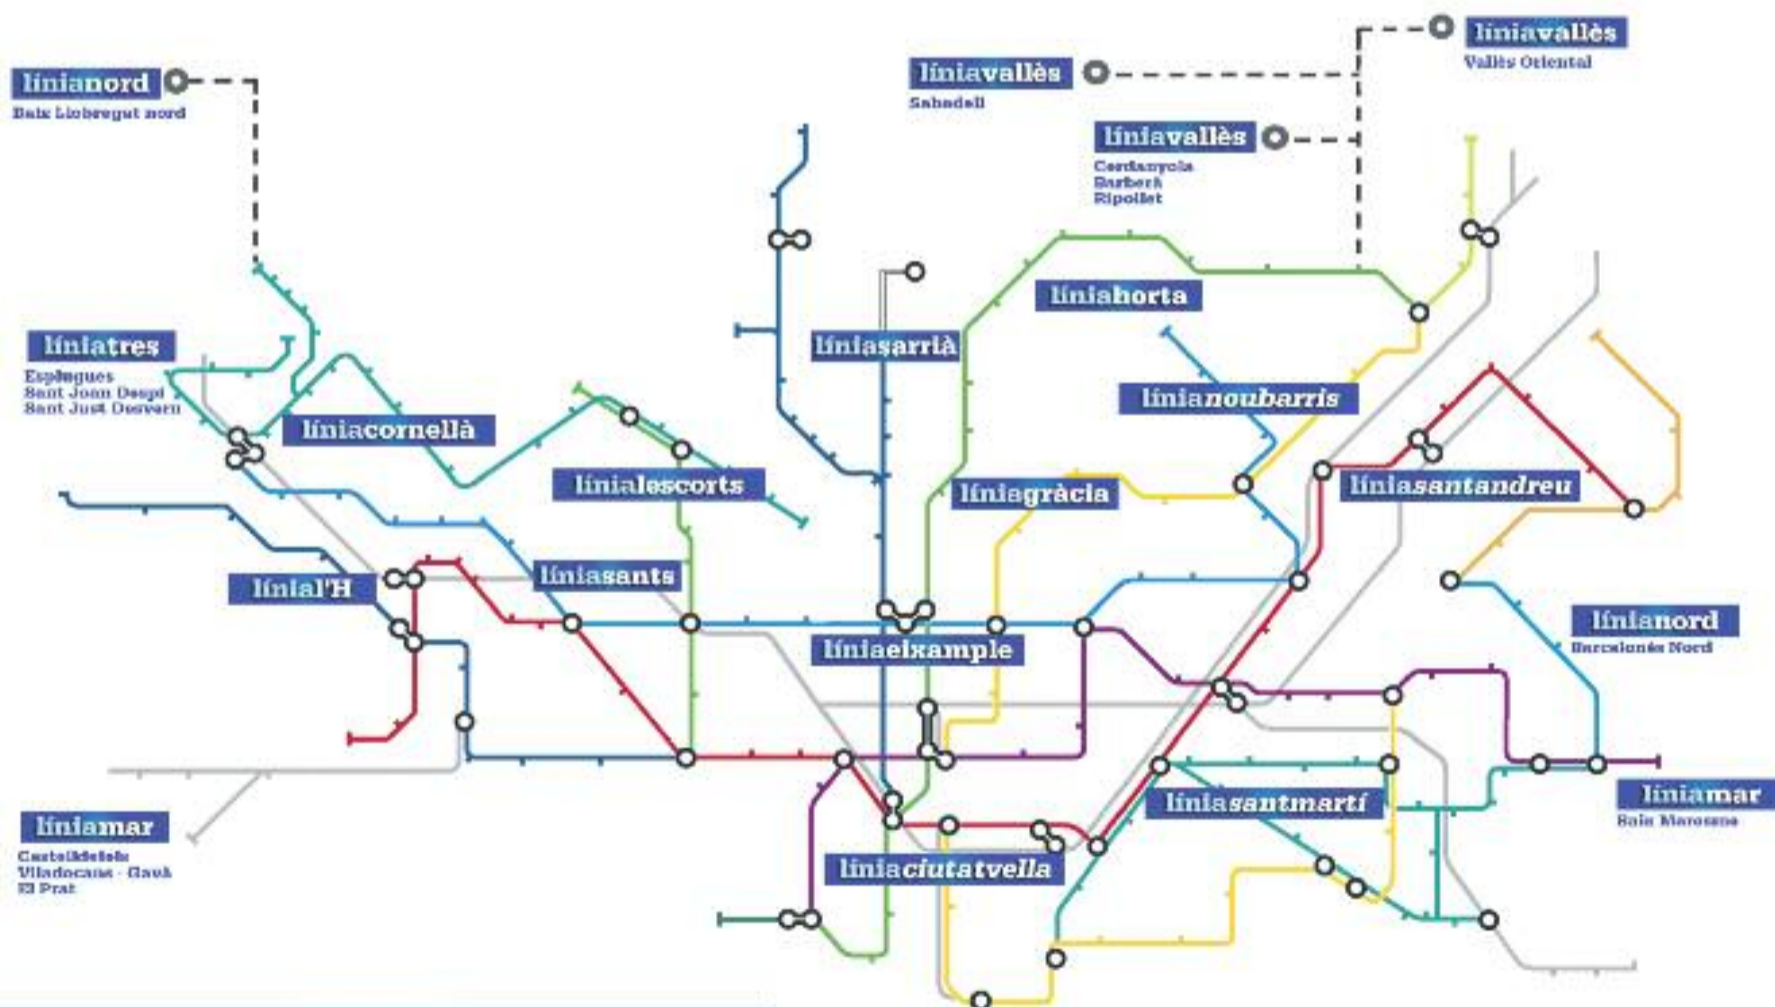 línianord
Baix Llobregat nord
líniavallès
Sabadell
líniavallès
Vallès Oriental
líniavallès
Cerdanyola
Barberà
Ripollet
líniahorta
líniatres
Esplugues
Sant Joan Despí
Sant Just Desvern
líniasarrià
línianoubarris
líniacornellà
línialescorts
líniagràcia
líniasantandreu
línial'H
líniasants
líniaeixample
línianord
Barcelonès Nord
líniamar
Castelldefels
Viladecans - Gavà
El Prat
líniasantmartí
líniamar
Baix Maresme
líniaciutatvella